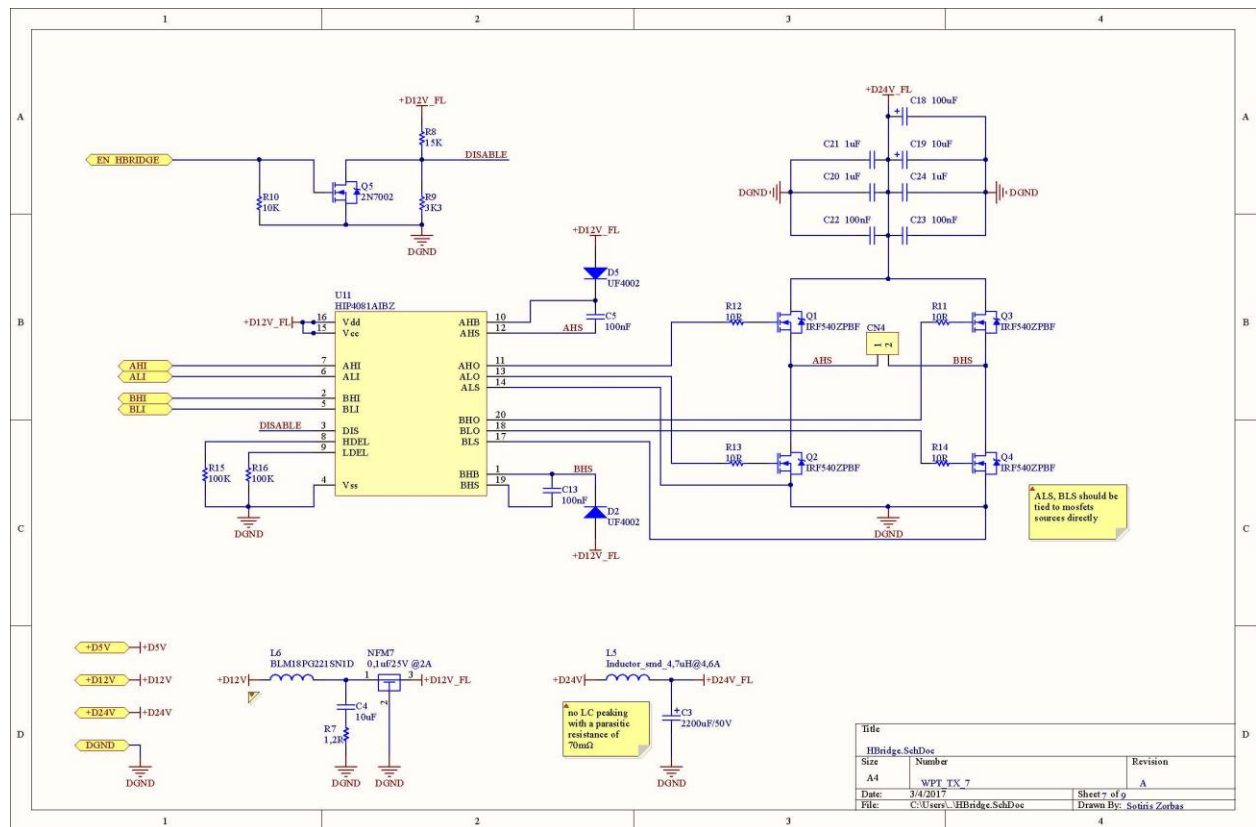 1 2 3 4
A A
+D12V_FL
R8
15K
EN_HBRIDGE
DISABLE
Q5
2N7002
R10
10K
R9
3K3
DGND
+D24V_FL
C18 100uF
C21 1uF C19 10uF
C20 1uF C24 1uF
DGND DGND
C22 100nF C23 100nF
B B
+D12V_FL
D5
UF4002
C5
100nF
AHS
U11
HIP4081AIBZ
+D12V_FL
16 Vdd AHB 10
15 Vcc AHS 12
AHI 7 AHI AHO 11
ALI 6 ALI ALO 13
ALS 14
BHI 2 BHI
BLI 5 BLI BHO 20
DISABLE 3 DIS BLO 18
8 HDEL BLS 17
9 LDEL
BHB 1
4 Vss BHS 19
R15
100K
R16
100K
DGND
BHS
C13
100nF
D2
UF4002
+D12V_FL
R12
10R
Q1
IRF540ZPBF
CN4
1 2
AHS BHS
R11
10R
Q3
IRF540ZPBF
R13
10R
Q2
IRF540ZPBF
R14
10R
Q4
IRF540ZPBF
DGND
ALS, BLS should be
tied to mosfets
sources directly
C C
+D5V +D5V
+D12V +D12V
+D24V +D24V
DGND
DGND
L6
BLM18PG221SN1D
NFM7
0,1uf/25V @2A
+D12V 1 3 +D12V_FL
2
C4
10uF
R7
1,2R
DGND DGND
L5
Inductor_smd_4,7uH@4,6A
+D24V +D24V_FL
no LC peaking
with a parasitic
resistance of
70mΩ
C3
2200uF/50V
DGND
D D
Title
HBridge.SchDoc
Size Number Revision
A4 WPT_TX_7 A
Date: 3/4/2017 Sheet 7 of 9
File: C:\Users\..\HBridge.SchDoc Drawn By: Sotiris Zorbas
1 2 3 4